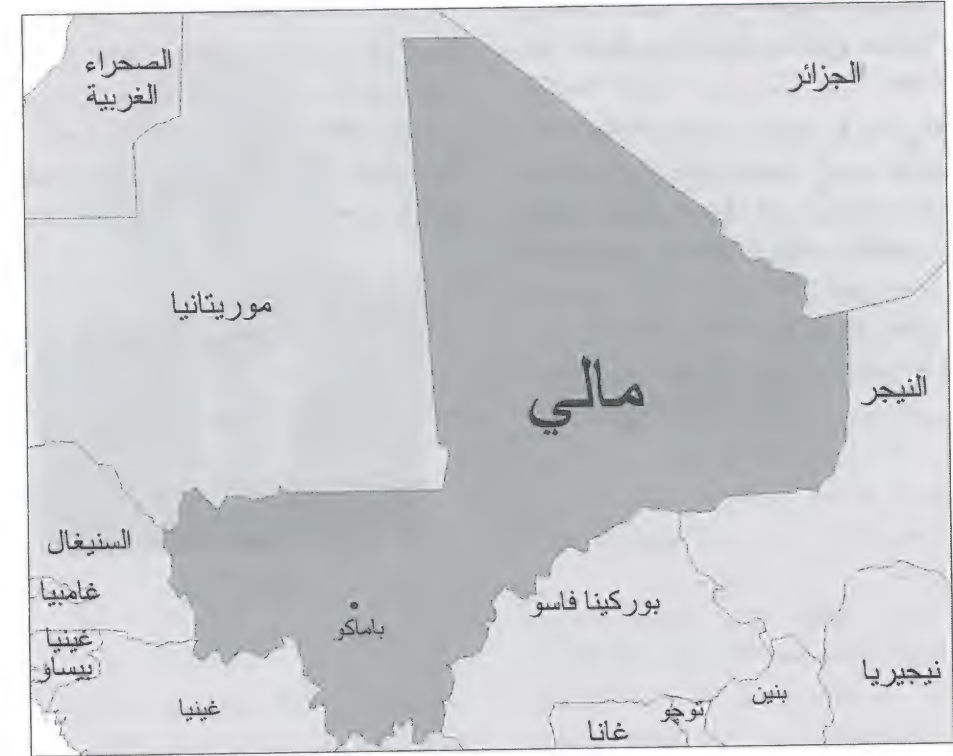 الصحراء
الغربية
الجزائر
موريتانيا
مالي
النيجر
السنيغال
غامبيا
غينيا
بيساو
باماكو
بوركينا فاسو
غينيا
غانا
توجو
بنين
نيجيريا